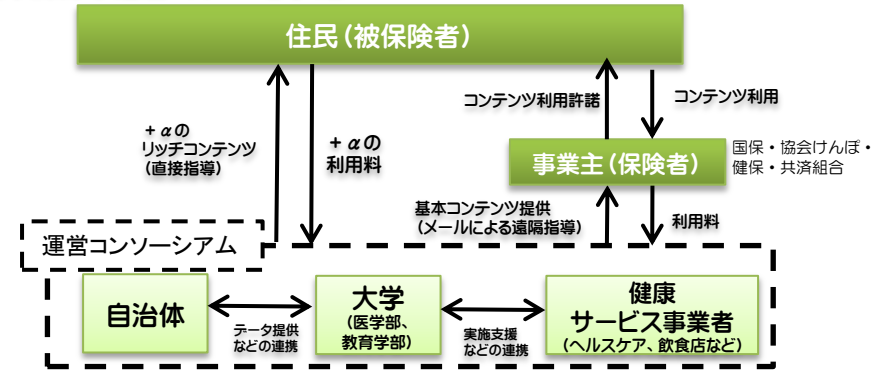 住民（被保険者）
コンテンツ利用許諾
コンテンツ利用
+αの
リッチコンテンツ
（直接指導）
+αの
利用料
事業主（保険者）
国保・協会けんぽ・
健保・共済組合
基本コンテンツ提供
（メールによる遠隔指導）
利用料
運営コンソーシアム
自治体
データ提供
などの連携
大学
（医学部、
教育学部）
実施支援
などの連携
健康
サービス事業者
（ヘルスケア、飲食店など）